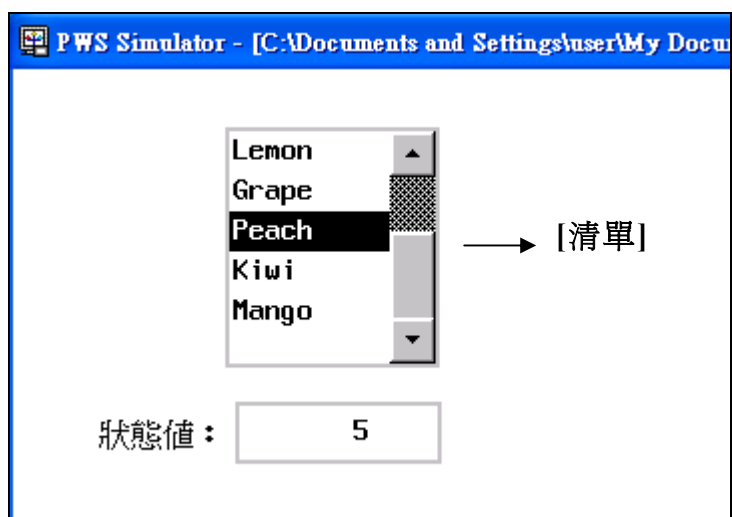 PWS Simulator - [C:\Documents and Settings\user\My Docu
Lemon
Grape
Peach
[清單]
Kiwi
Mango
狀態值：5